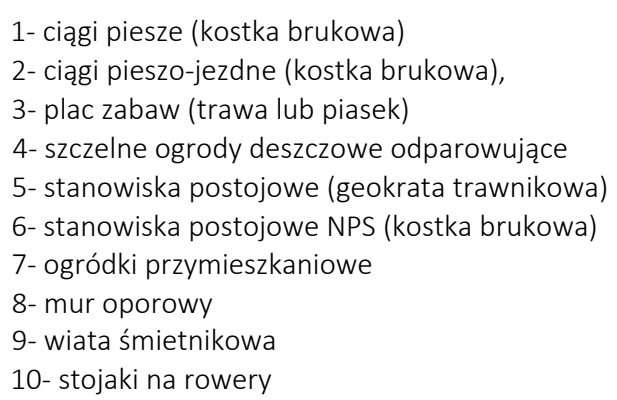 1- ciągi piesze (kostka brukowa)
2- ciągi pieszo-jezdne (kostka brukowa),
3- plac zabaw (trawa lub piasek)
4- szczelne ogrody deszczowe odparowujące
5- stanowiska postojowe (geokrata trawnikowa)
6- stanowiska postojowe NPS (kostka brukowa)
7- ogródki przymieszkaniowe
8- mur oporowy
9- wiata śmietnikowa
10- stojaki na rowery